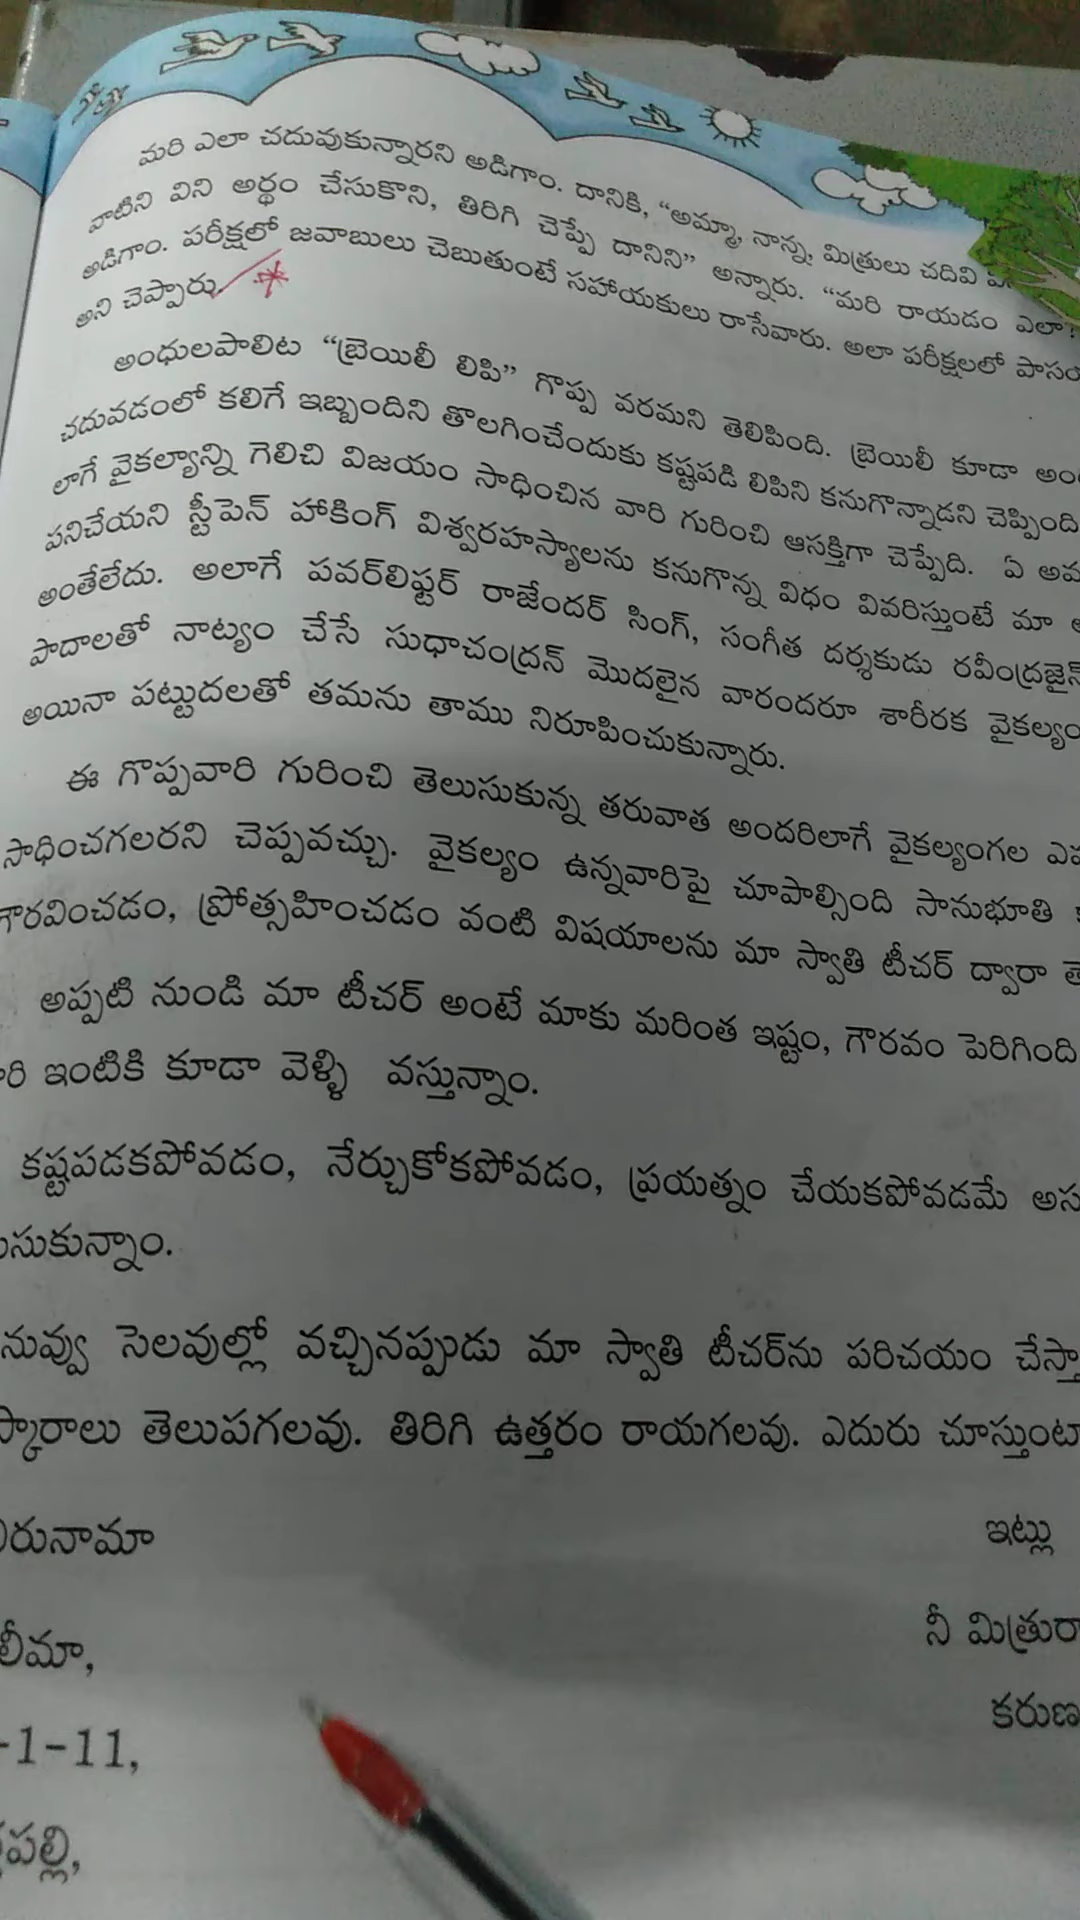 మరి ఎలా చదువుకున్నారని అడిగాం. దానికి, “అమ్మా, నాన్న, మిత్రులు చదివి
వాటిని విని అర్థం చేసుకొని, తిరిగి చెప్పే దానిని” అన్నారు. “మరి రాయడం ఎలా?
అడిగాం. పరీక్షలో జవాబులు చెబుతుంటే సహాయకులు రాసేవారు. అలా పరీక్షలలో
అని చెప్పారు.
అంధులపాలిట “బ్రెయిలీ లిపి” గొప్ప వరమని తెలిపింది. బ్రెయిలీ కూడా
చదువడంలో కలిగే ఇబ్బందిని తొలగించేందుకు కష్టపడి లిపిని కనుగొన్నాడని చెప్పింది
లాగే వైకల్యాన్ని గెలిచి విజయం సాధించిన వారి గురించి ఆసక్తిగా చెప్పేది. ఏ
పనిచేయని స్టీపెన్ హాకింగ్ విశ్వరహస్యాలను కనుగొన్న విధం వివరిస్తుంటే మా
అంతేలేదు. అలాగే పవర్‌లిఫ్టర్ రాజేందర్ సింగ్, సంగీత దర్శకుడు రవీంద్రజైన్
పాదాలతో నాట్యం చేసే సుధాచంద్రన్ మొదలైన వారందరూ శారీరక వైకల్యం
అయినా పట్టుదలతో తమను తాము నిరూపించుకున్నారు.
ఈ గొప్పవారి గురించి తెలుసుకున్న తరువాత అందరిలాగే వైకల్యంగల
సాధించగలరని చెప్పవచ్చు. వైకల్యం ఉన్నవారిపై చూపాల్సింది సానుభూతి
గౌరవించడం, ప్రోత్సహించడం వంటి విషయాలను మా స్వాతి టీచర్ ద్వారా
అప్పటి నుండి మా టీచర్ అంటే మాకు మరింత ఇష్టం, గౌరవం పెరిగింది
ఇంటికి కూడా వెళ్ళి వస్తున్నాం.
కష్టపడకపోవడం, నేర్చుకోకపోవడం, ప్రయత్నం చేయకపోవడమే
సుకున్నాం.
నువ్వు సెలవుల్లో వచ్చినప్పుడు మా స్వాతి టీచర్‌ను పరిచయం చేస్తా
స్కారాలు తెలుపగలవు. తిరిగి ఉత్తరం రాయగలవు. ఎదురు చూస్తుంటా
రునామా
ఇట్లు
లీమా,
నీ మిత్రురా
-1-11,
కరుణ
పల్లి,